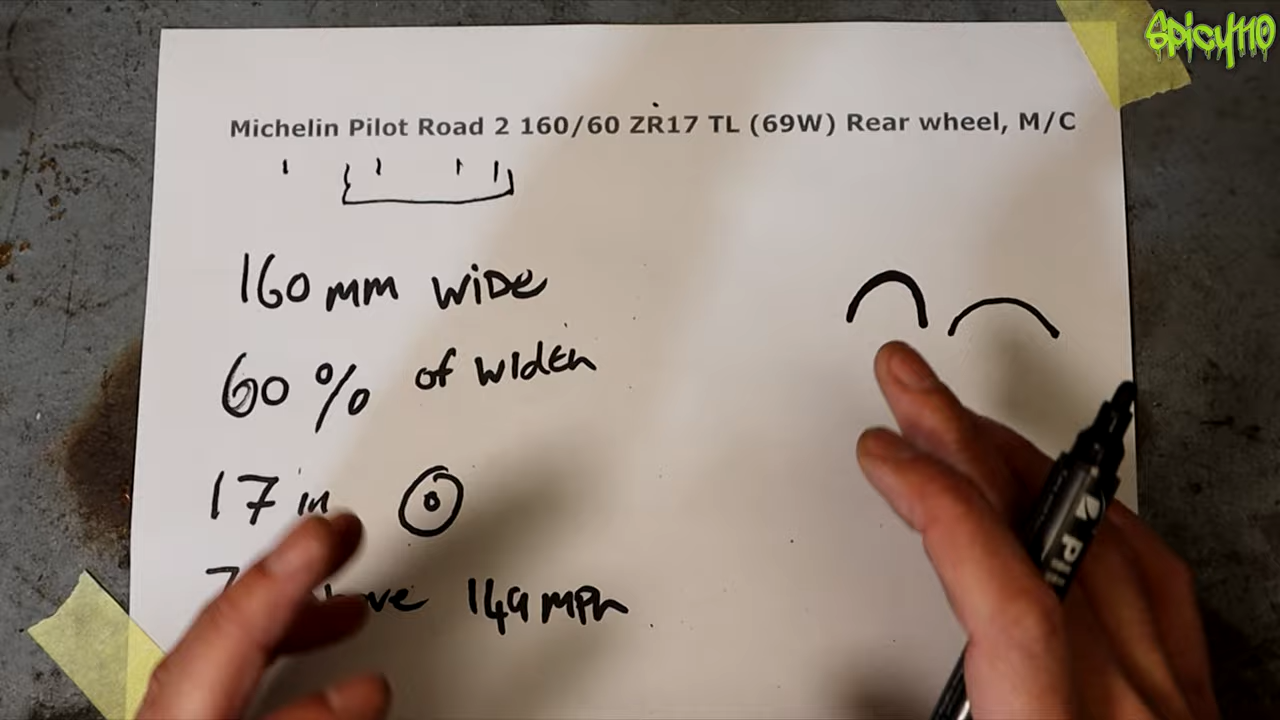 Spicy110
Michelin Pilot Road 2 160/60 ZR17 TL (69W) Rear wheel, M/C
160 mm wide
60 % of widen
17 in
149 mph